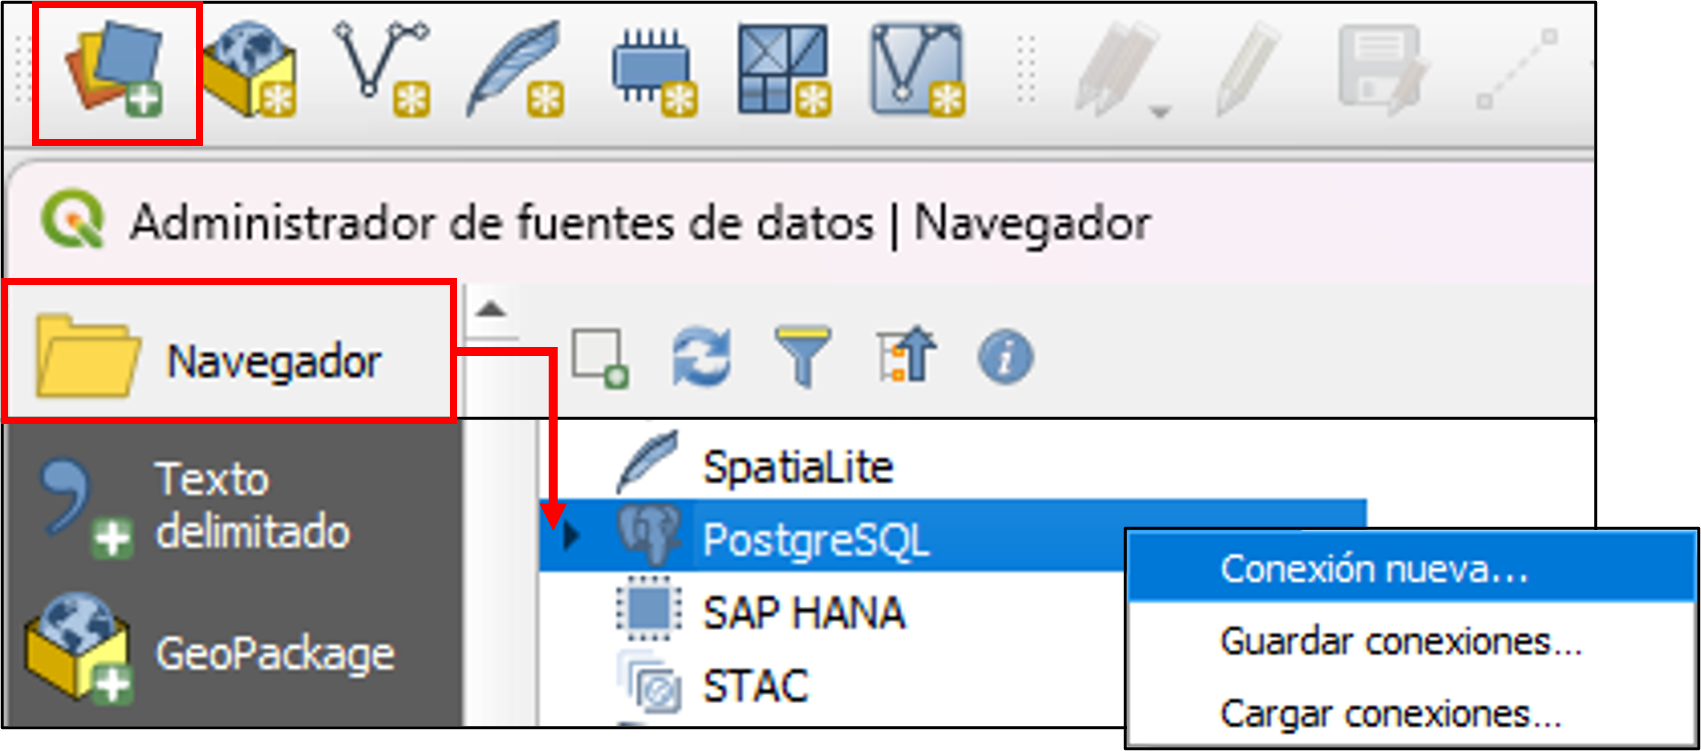 Administrador de fuentes de datos | Navegador
Navegador
Texto
delimitado
GeoPackage
SpatiaLite
PostgreSQL
SAP HANA
STAC
Conexión nueva...
Guardar conexiones...
Cargar conexiones...